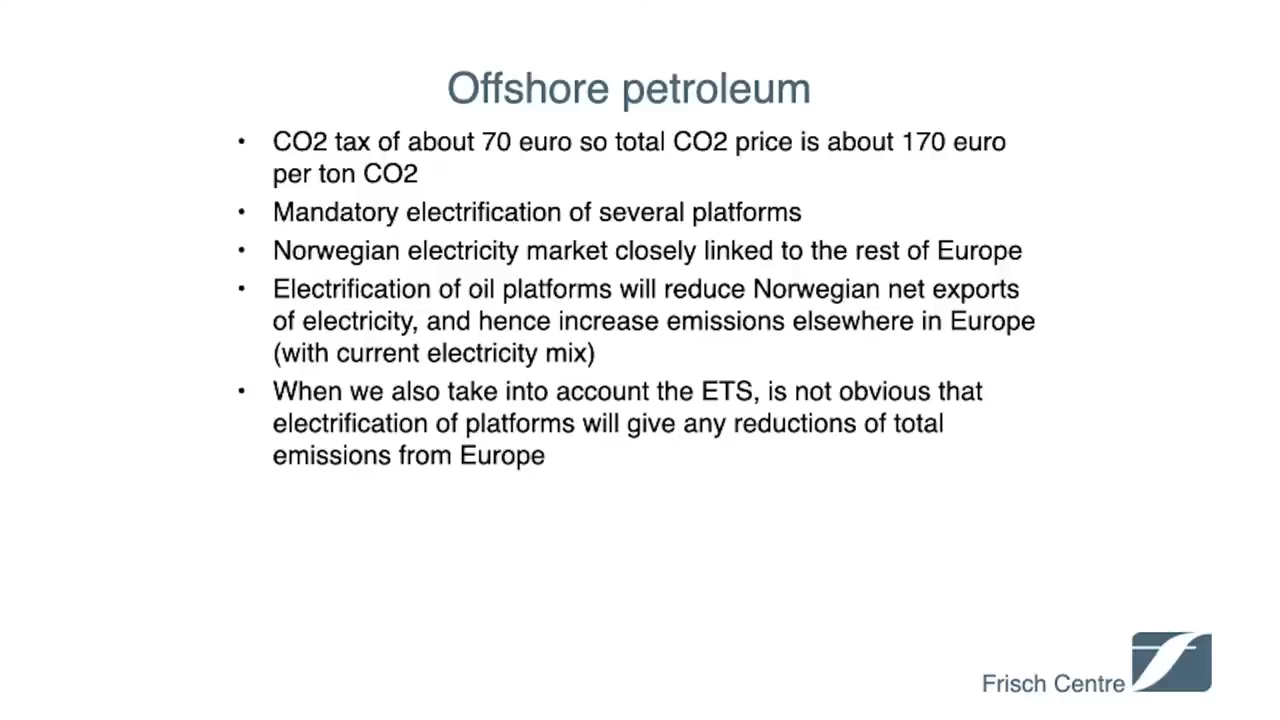 Offshore petroleum
• CO2 tax of about 70 euro so total CO2 price is about 170 euro
per ton CO2
• Mandatory electrification of several platforms
• Norwegian electricity market closely linked to the rest of Europe
• Electrification of oil platforms will reduce Norwegian net exports
of electricity, and hence increase emissions elsewhere in Europe
(with current electricity mix)
• When we also take into account the ETS, is not obvious that
electrification of platforms will give any reductions of total
emissions from Europe
Frisch Centre